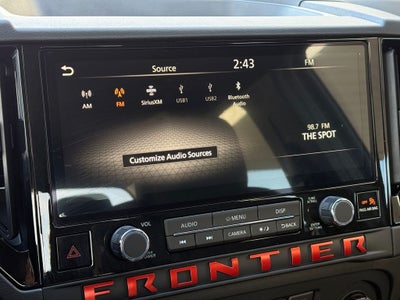 Source 2:43 FM
AM FM SiriusXM USB1 USB2 Bluetooth Audio
98.7 FM
THE SPOT
Customize Audio Sources
VOL
AUDIO MENU DISP
CAMERA BACK
FRONTIER